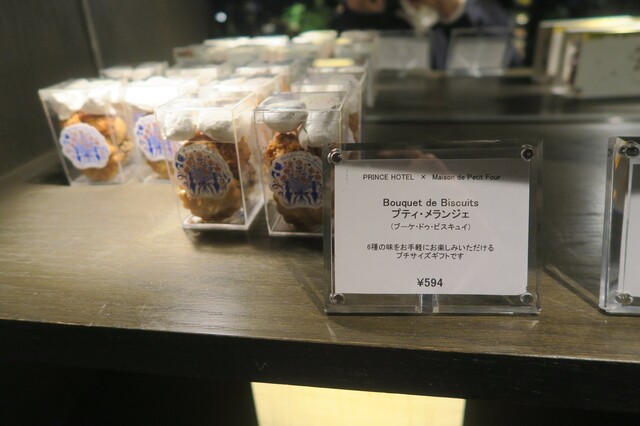 PRINCE HOTEL × Maison de Petit Four
Bouquet de Biscuits
プティ・メランジェ
(ブーケ・ドゥ・ビスキュイ)
6種の味をお手軽にお楽しみいただける
プチサイズギフトです
¥594